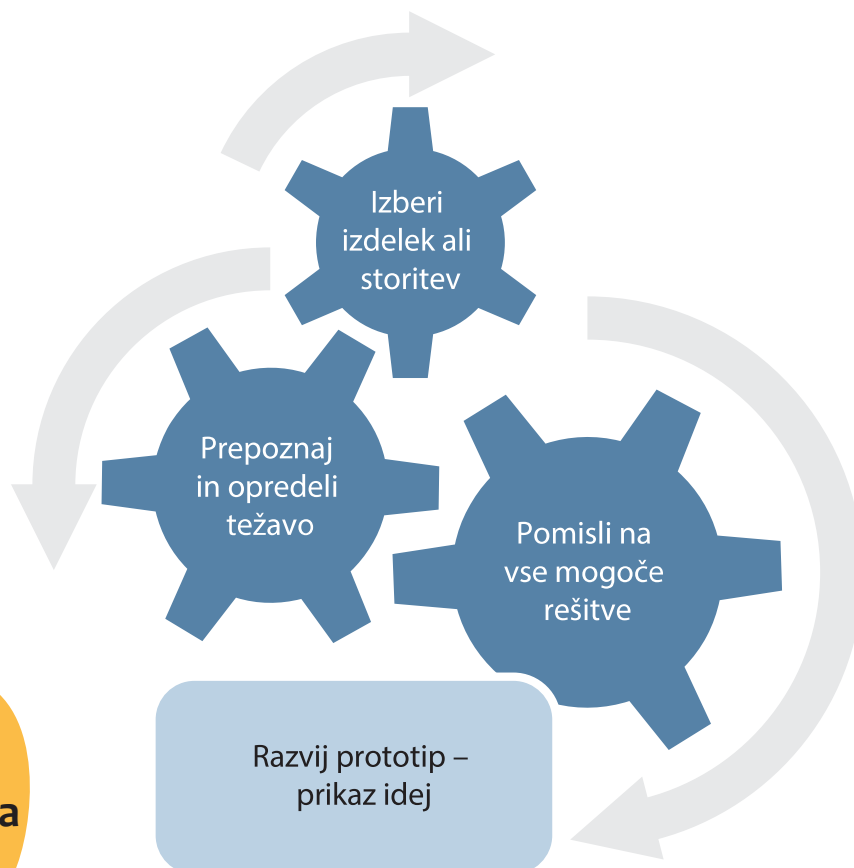 Izberi
izdelek ali
storitev
Prepoznaj
in opredeli
težavo
Pomisli na
vse mogoče
rešitve
Razvij prototip –
prikaz idej
a